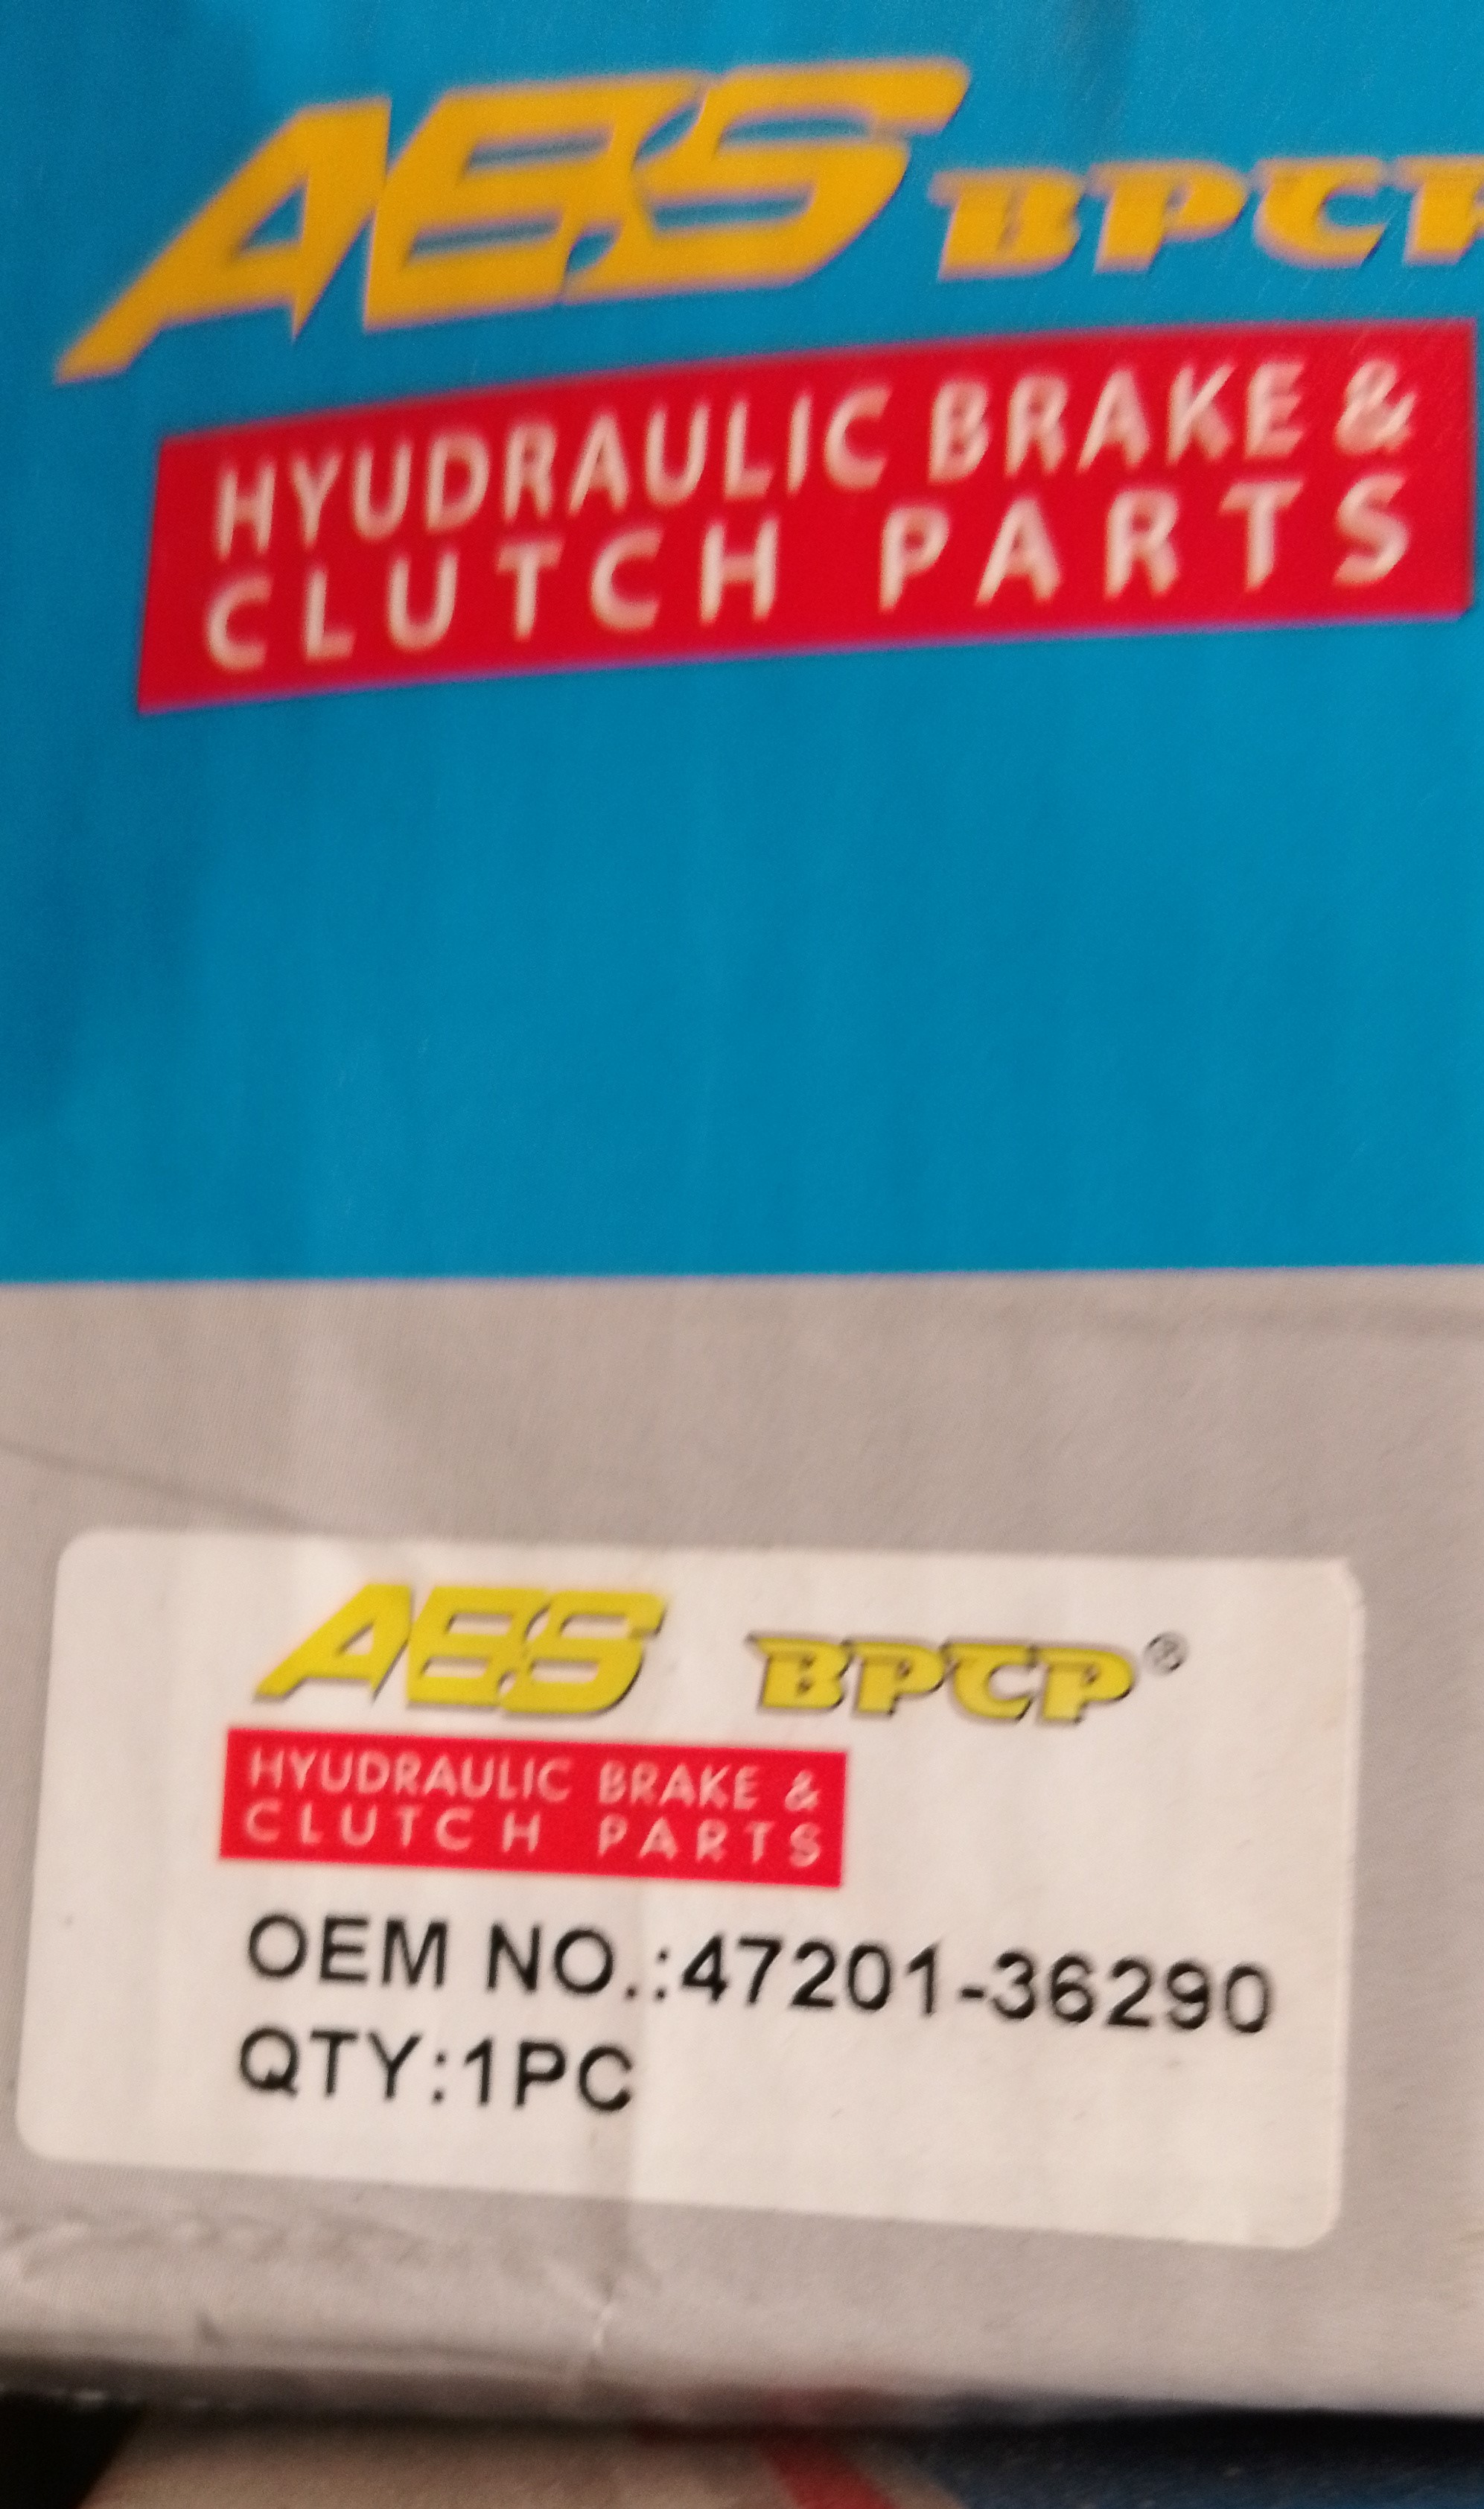 ABS BPCP
HYUDRAULIC BRAKE &
CLUTCH PARTS
ABS BPCP®
HYUDRAULIC BRAKE &
CLUTCH PARTS
OEM NO.:47201-36290
QTY:1PC